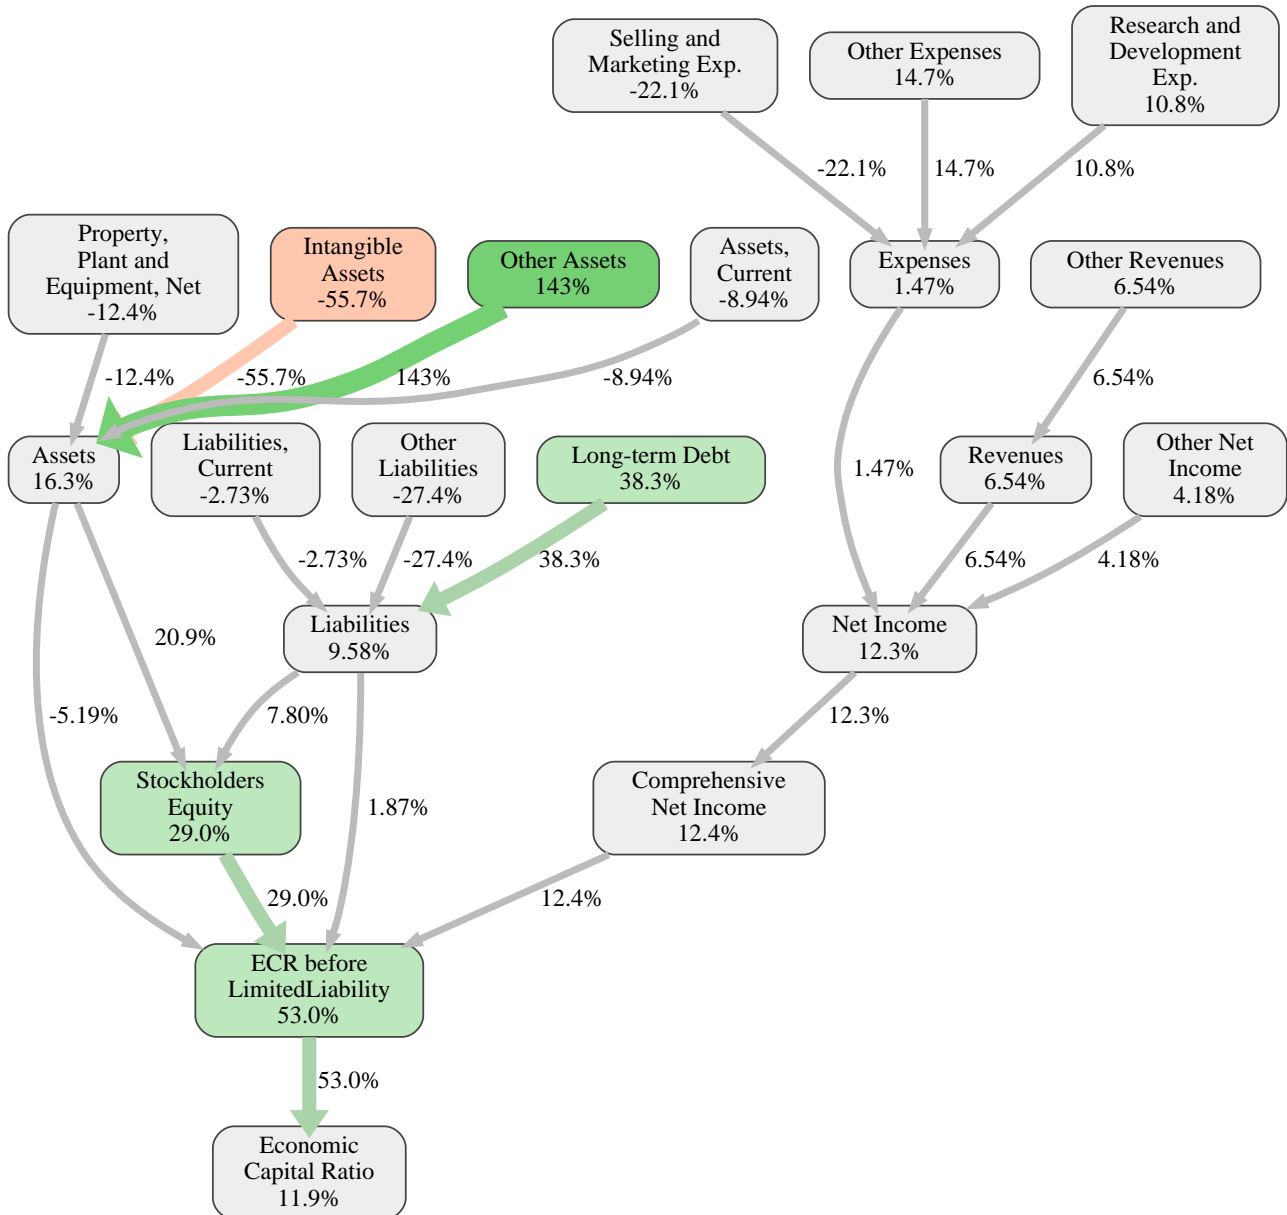 Selling and
Marketing Exp.
-22.1%
Other Expenses
14.7%
Research and
Development
Exp.
10.8%
-22.1%
14.7%
10.8%
Property,
Plant and
Equipment, Net
-12.4%
Intangible
Assets
-55.7%
Other Assets
143%
Assets,
Current
-8.94%
Expenses
1.47%
Other Revenues
6.54%
-12.4%
-55.7%
143%
-8.94%
6.54%
Assets
16.3%
Liabilities,
Current
-2.73%
Other
Liabilities
-27.4%
Long-term Debt
38.3%
1.47%
Revenues
6.54%
Other Net
Income
4.18%
-2.73%
-27.4%
38.3%
6.54%
4.18%
20.9%
Liabilities
9.58%
Net Income
12.3%
-5.19%
7.80%
12.3%
Stockholders
Equity
29.0%
1.87%
Comprehensive
Net Income
12.4%
29.0%
12.4%
ECR before
LimitedLiability
53.0%
53.0%
Economic
Capital Ratio
11.9%